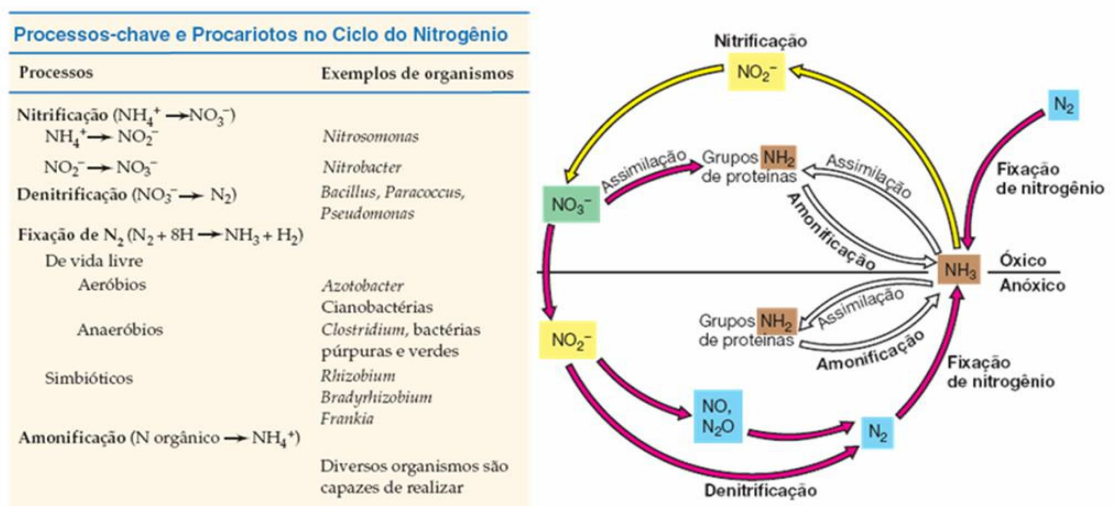 Processos-chave e Procariotos no Ciclo do Nitrogênio
Processos Exemplos de organismos
Nitrificação (NH₄⁺ → NO₃⁻)
NH₄⁺ → NO₂⁻ Nitrosomonas
NO₂⁻ → NO₃⁻ Nitrobacter
Denitrificação (NO₃⁻ → N₂) Bacillus, Paracoccus,
Pseudomonas
Fixação de N₂ (N₂ + 8H → NH₃ + H₂)
De vida livre
Aeróbios Azotobacter
Cianobactérias
Anaeróbios Clostridium, bactérias
púrpuras e verdes
Simbióticos Rhizobium
Bradyrhizobium
Frankia
Amonificação (N orgânico → NH₄⁺)
Diversos organismos são
capazes de realizar
Nitrificação
NO₂⁻
N₂
Fixação
de nitrogênio
Assimilação
Grupos NH₂
de proteínas
Assimilação
Amonificação
NO₃⁻
NH₃
Óxico
Anóxico
Assimilação
Grupos NH₂
de proteínas
Amonificação
NO₂⁻
Fixação
de nitrogênio
NO,
N₂O
N₂
Denitrificação